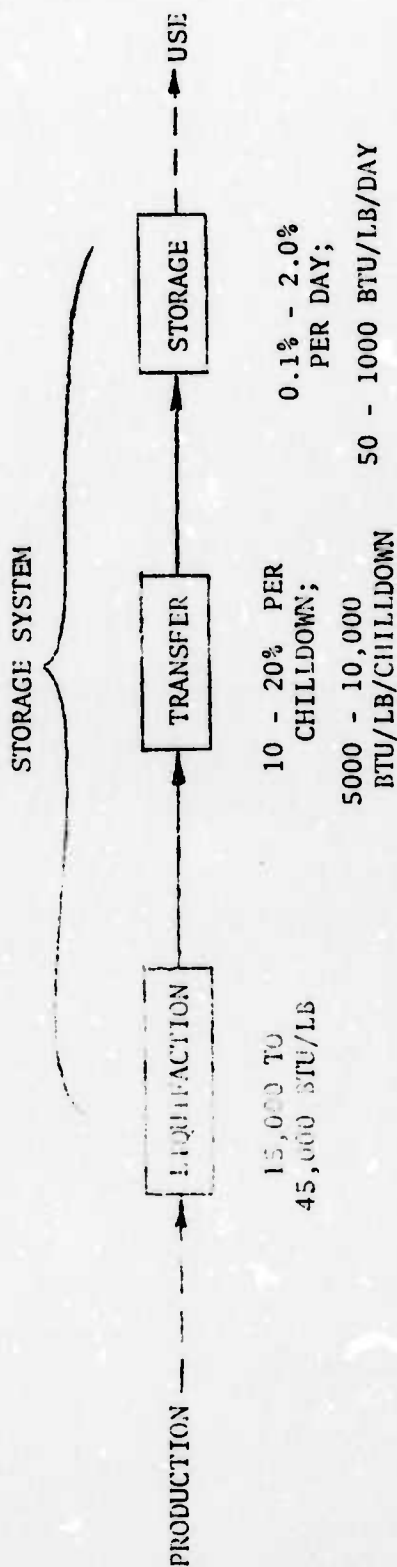 STORAGE SYSTEM
PRODUCTION
LIQUIFACTION
TRANSFER
STORAGE
USE
15,000 TO
45,000 BTU/LB
10 - 20% PER
CHILLDOWN;
5000 - 10,000
BTU/LB/CHILLDOWN
0.1% - 2.0%
PER DAY;
50 - 1000 BTU/LB/DAY